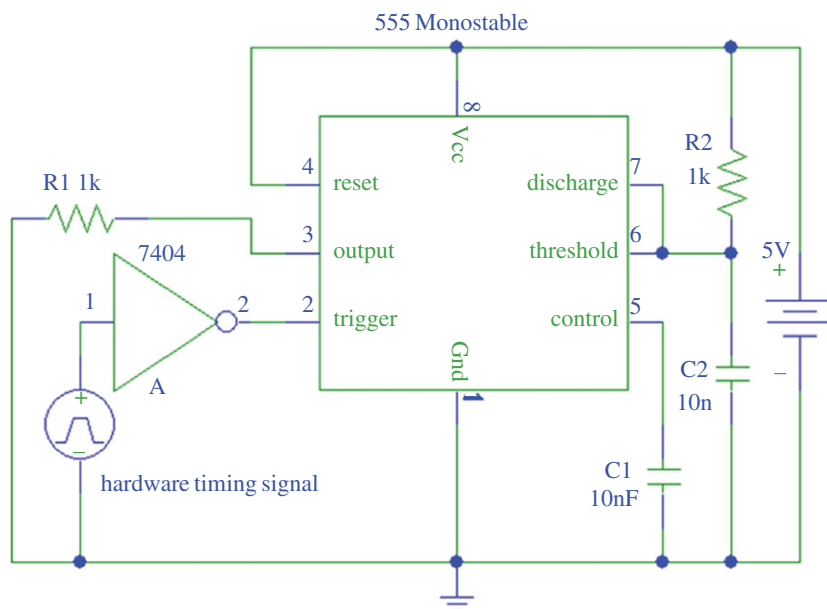 555 Monostable
8
Vcc
R2
1k
4
reset
discharge
7
R1 1k
3
output
threshold
6
5V
+
7404
1
2
2
trigger
control
5
Gnd
1
A
C2
10n
–
+
–
hardware timing signal
C1
10nF